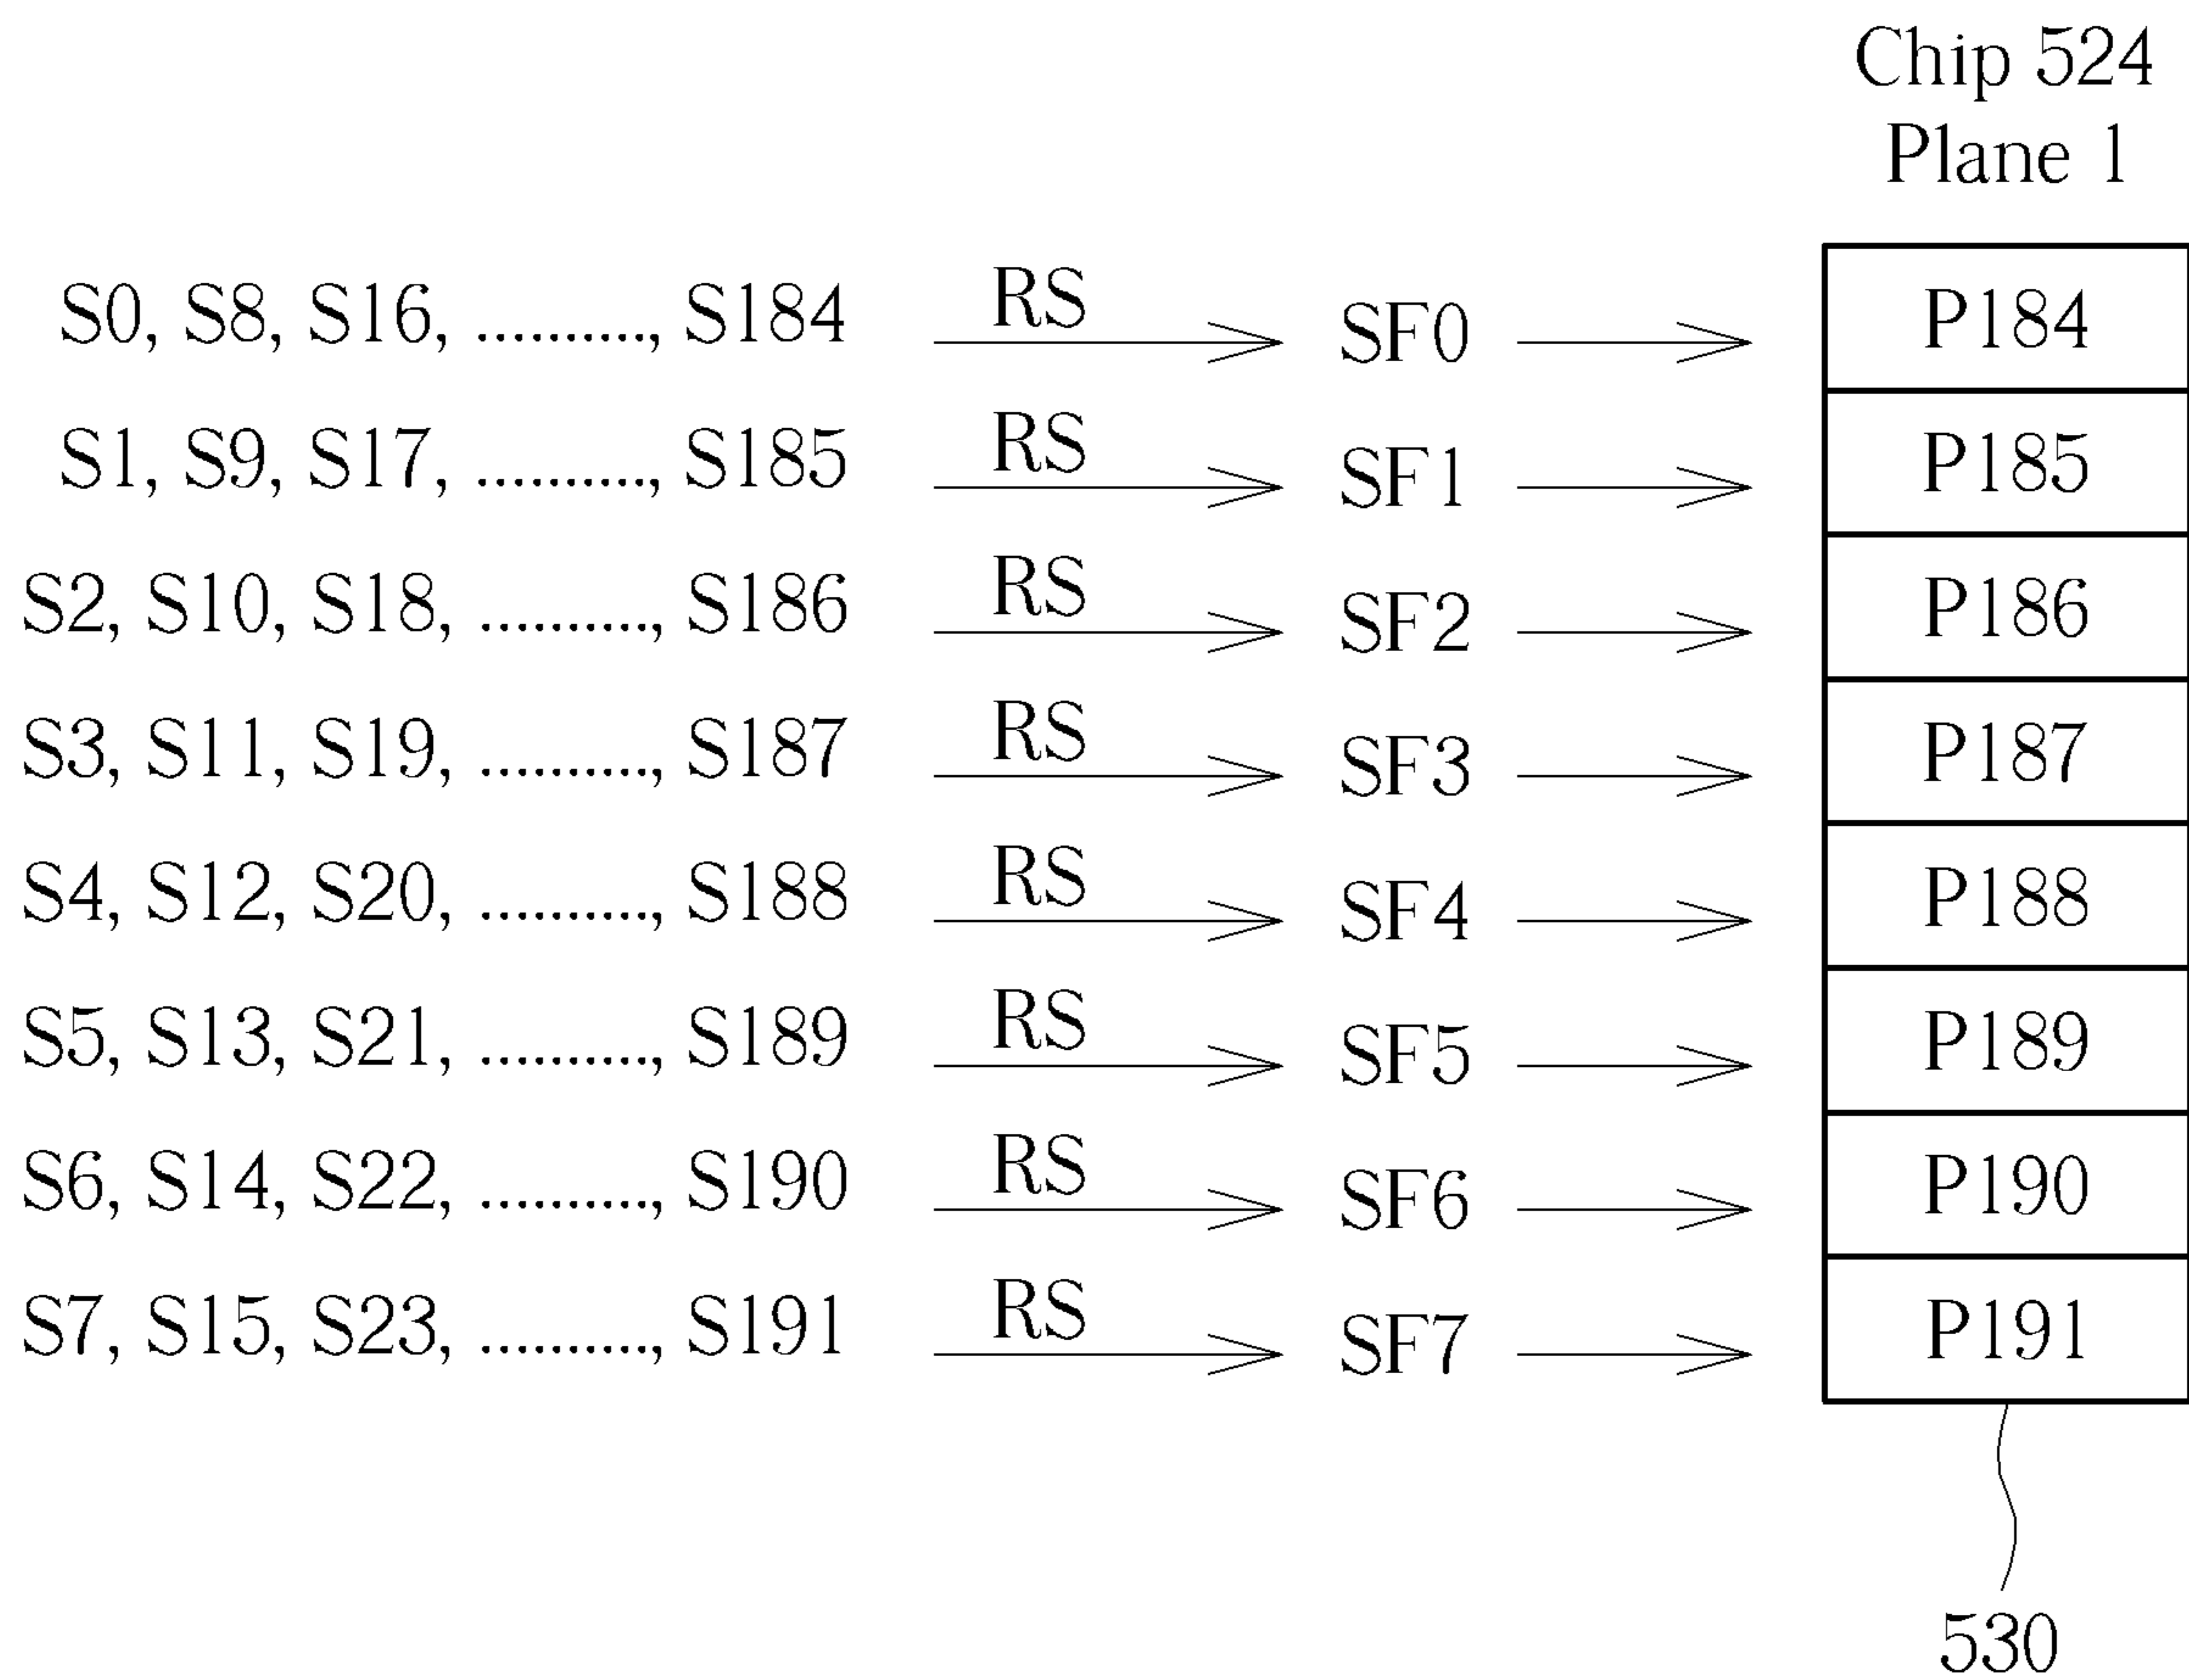 Chip 524
Plane 1
S0, S8, S16, .........., S184 RS SF0 P184
S1, S9, S17, .........., S185 RS SF1 P185
S2, S10, S18, .........., S186 RS SF2 P186
S3, S11, S19, .........., S187 RS SF3 P187
S4, S12, S20, .........., S188 RS SF4 P188
S5, S13, S21, .........., S189 RS SF5 P189
S6, S14, S22, .........., S190 RS SF6 P190
S7, S15, S23, .........., S191 RS SF7 P191
530